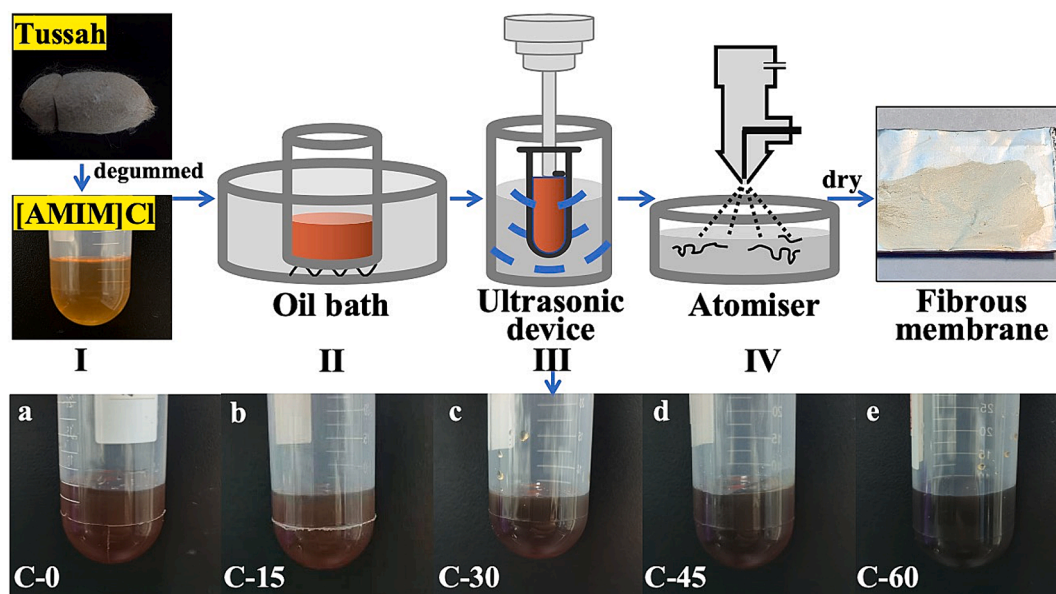 Tussah
degummed
[AMIM]Cl
dry
Oil bath
Ultrasonic
device
Atomiser
Fibrous
membrane
I
II
III
IV
a
b
c
d
e
C-0
C-15
C-30
C-45
C-60